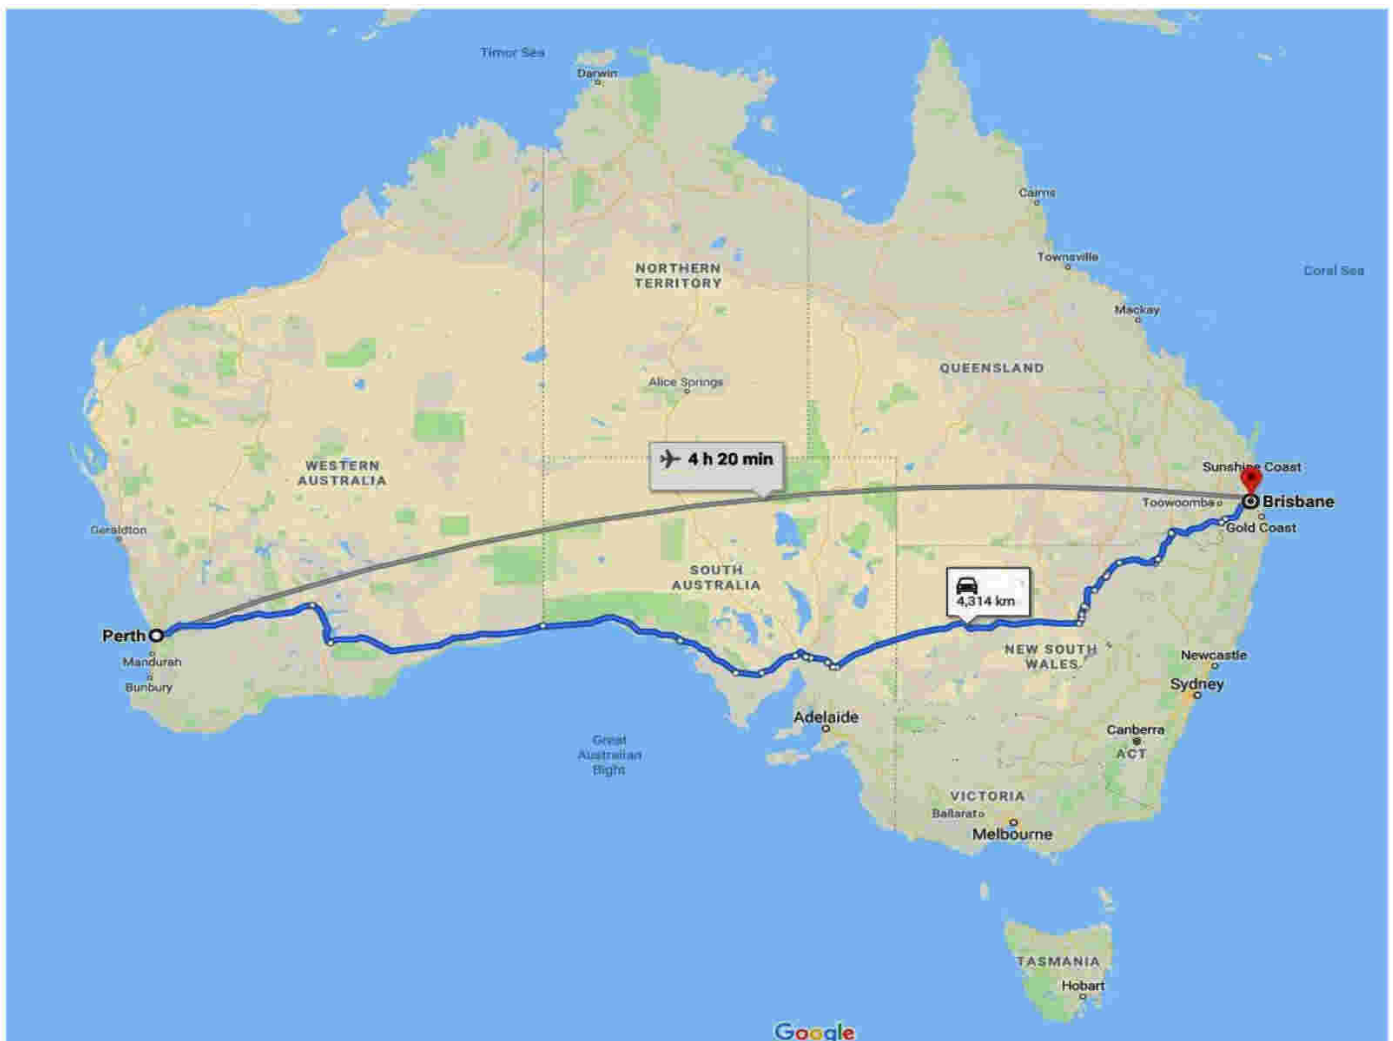 Timor Sea
Darwin
Cairns
Townsville
Coral Sea
NORTHERN
TERRITORY
Mackay
QUEENSLAND
Alice Springs
4 h 20 min
WESTERN
AUSTRALIA
Sunshine Coast
Toowoomba
Brisbane
Gold Coast
Geraldton
SOUTH
AUSTRALIA
4,314 km
Perth
Mandurah
Bunbury
NEW SOUTH
WALES
Newcastle
Sydney
Adelaide
Canberra
ACT
Great
Australian
Bight
VICTORIA
Ballarat
Melbourne
TASMANIA
Hobart
Google